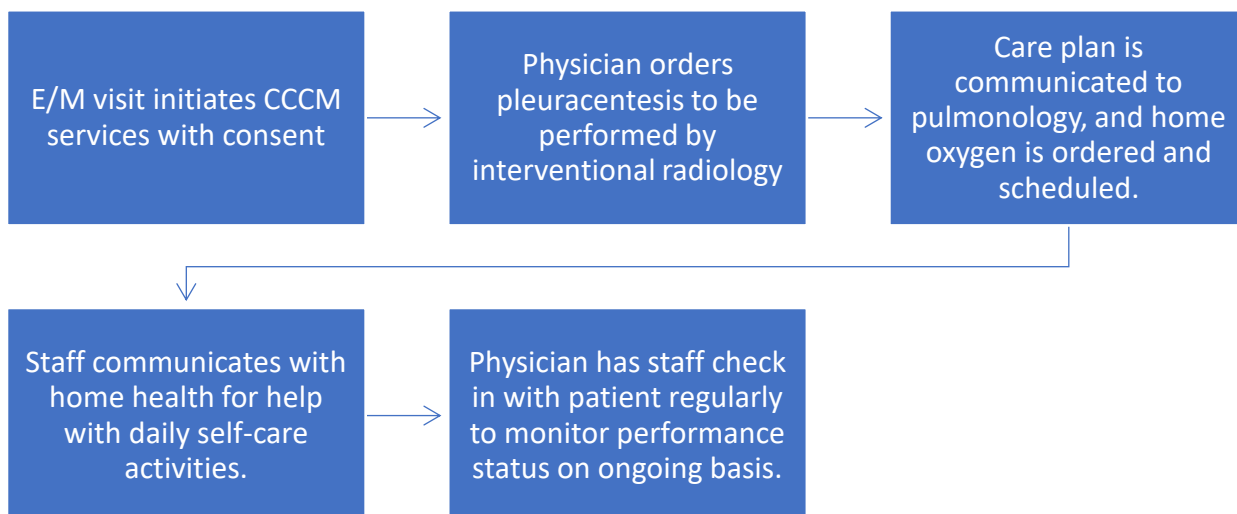 E/M visit initiates CCCM
services with consent
Physician orders
pleuracentesis to be
performed by
interventional radiology
Care plan is
communicated to
pulmonology, and home
oxygen is ordered and
scheduled.
Staff communicates with
home health for help
with daily self-care
activities.
Physician has staff check
in with patient regularly
to monitor performance
status on ongoing basis.